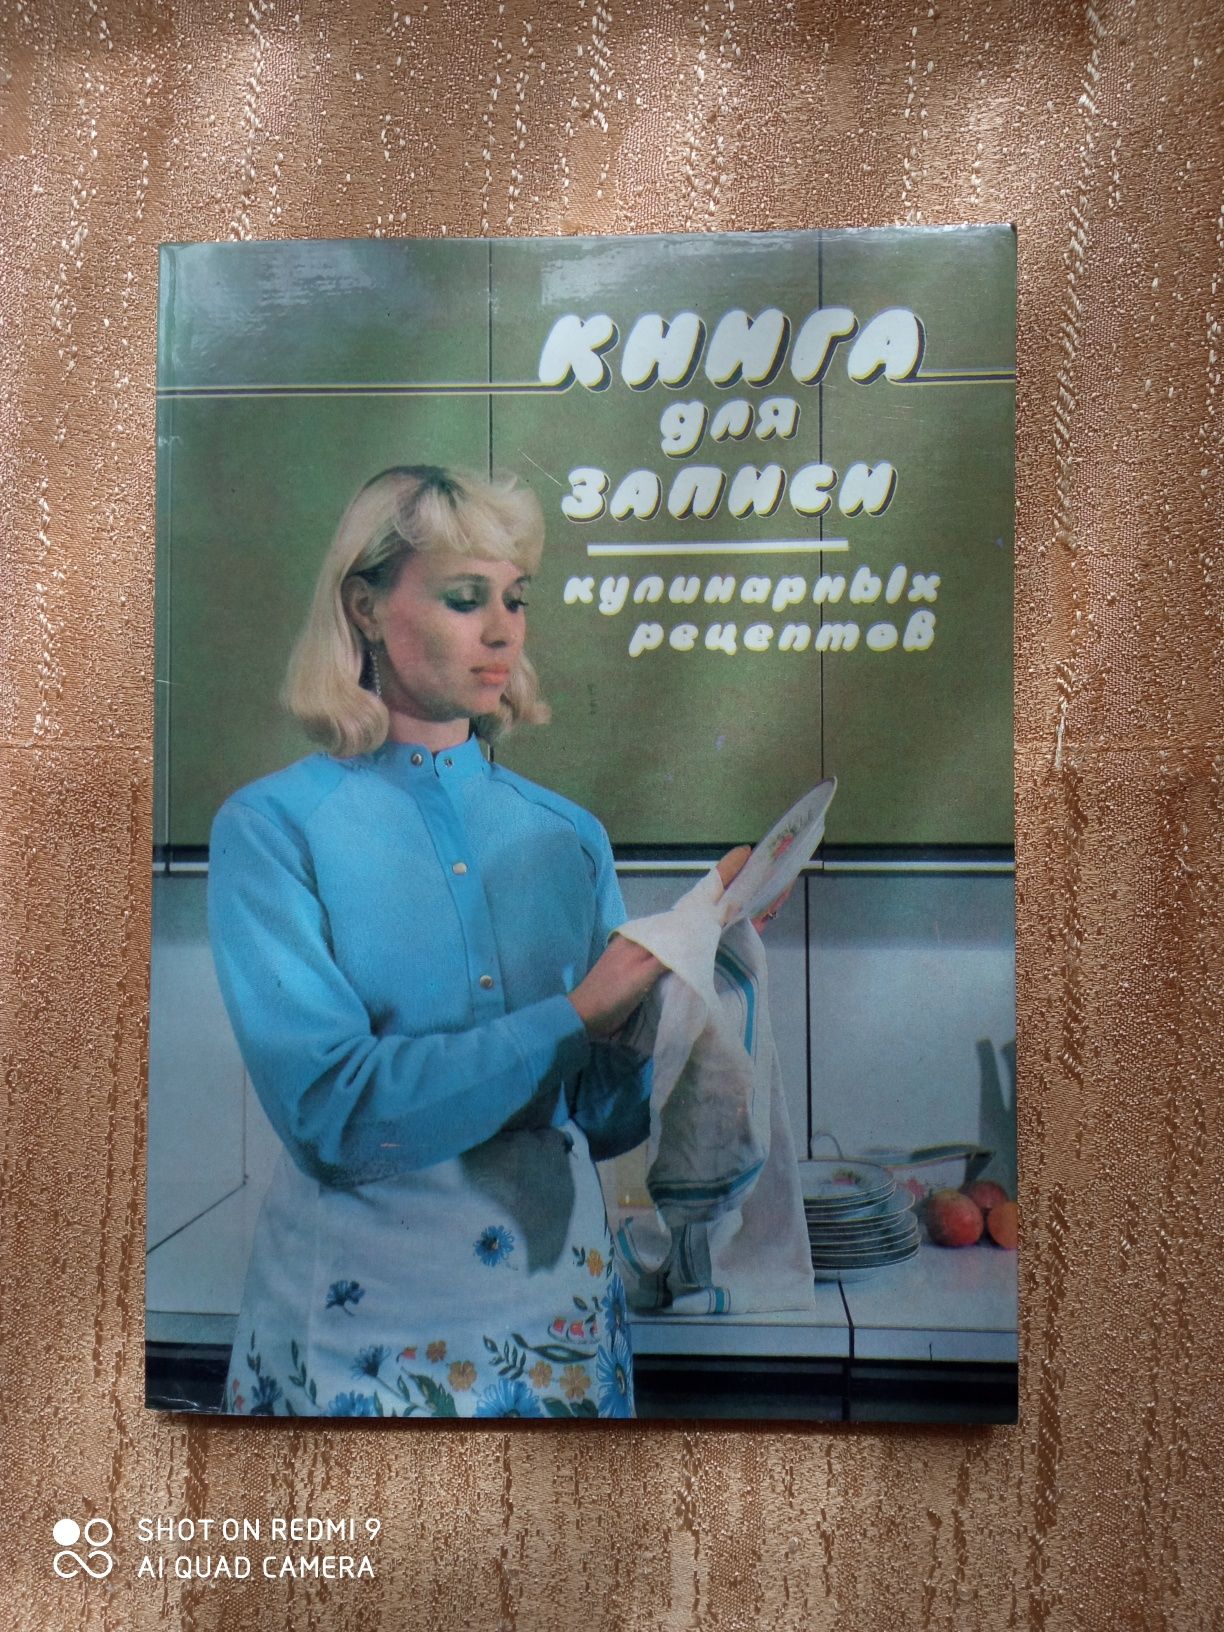 КНИГА
для
ЗАПИСИ
кулинарных
рецептов
SHOT ON REDMI 9
AI QUAD CAMERA